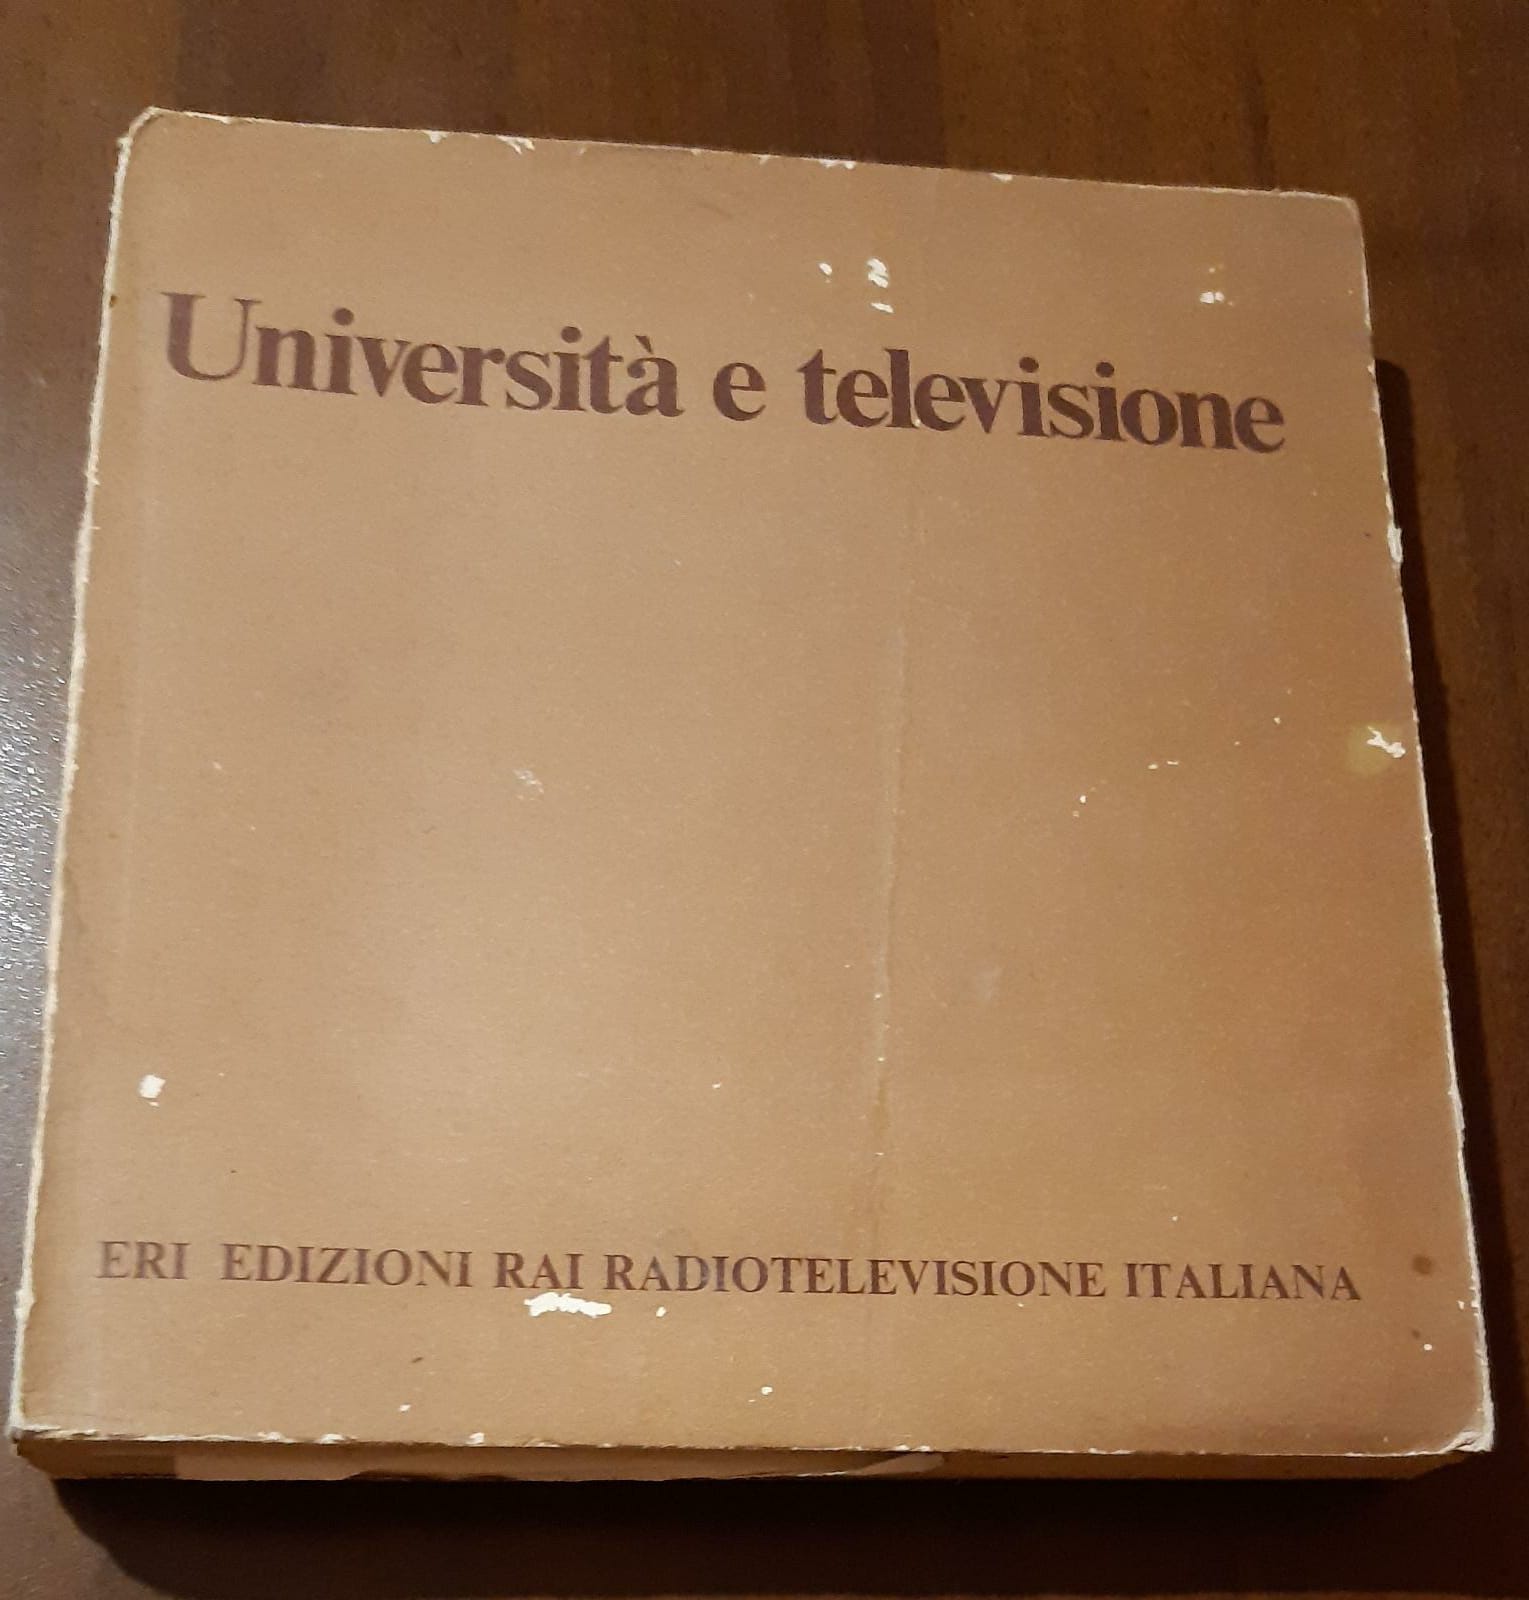 Università e televisione
ERI EDIZIONI RAI RADIOTELEVISIONE ITALIANA